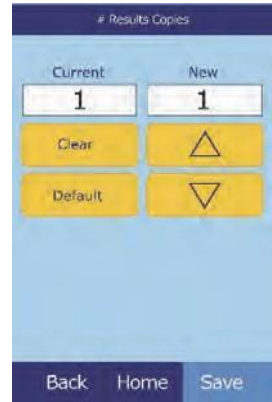 # Results Copies
Current New
1 1
Clear
Default
Back Home Save